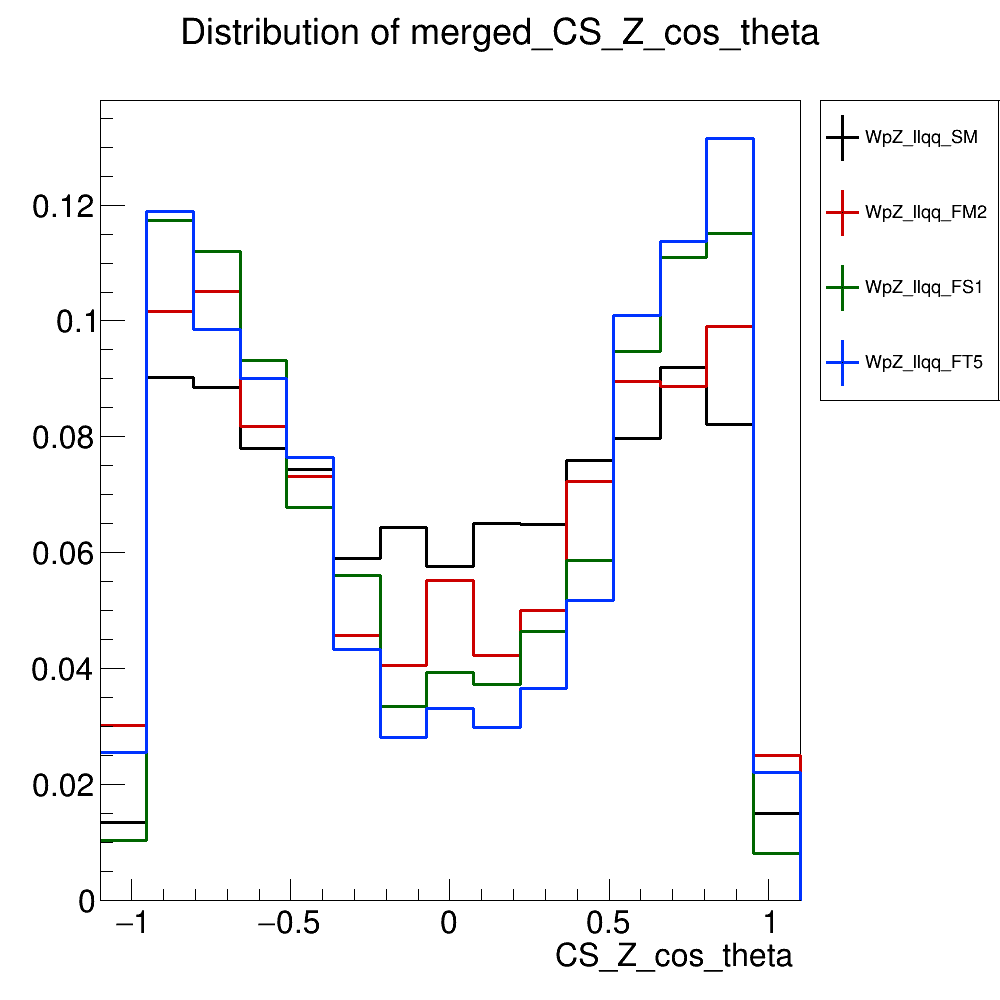 Distribution of merged_CS_Z_cos_theta
WpZ_llqq_SM
WpZ_llqq_FM2
WpZ_llqq_FS1
WpZ_llqq_FT5
0.12
0.1
0.08
0.06
0.04
0.02
0
−1 −0.5 0 0.5 1
CS_Z_cos_theta